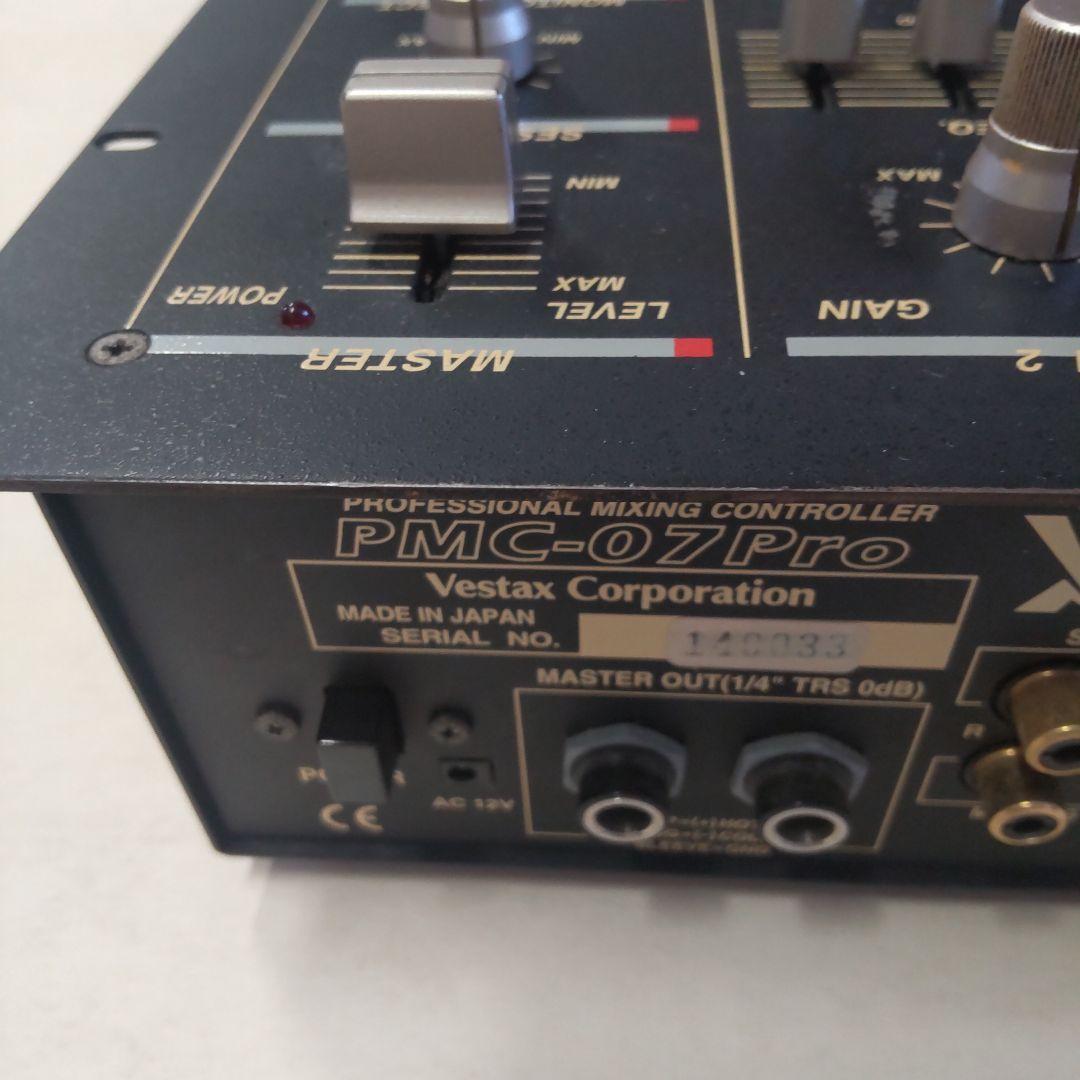 MIN
MAX
LEVEL
POWER
MASTER
MAX
GAIN
2
PROFESSIONAL MIXING CONTROLLER
PMC-07Pro
Vestax Corporation
MADE IN JAPAN
SERIAL NO. 140033
MASTER OUT(1/4" TRS 0dB)
R
AC 12V
CE